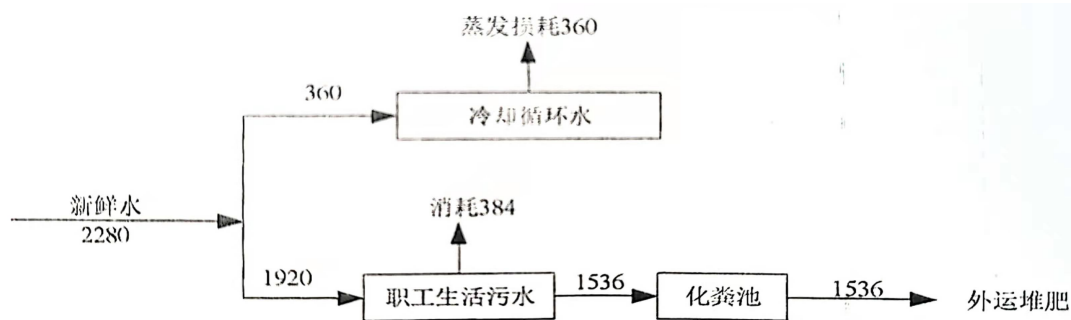 蒸发损耗360
360
冷却循环水
新鲜水
2280
消耗384
1920
职工生活污水
1536
化粪池
1536
外运堆肥